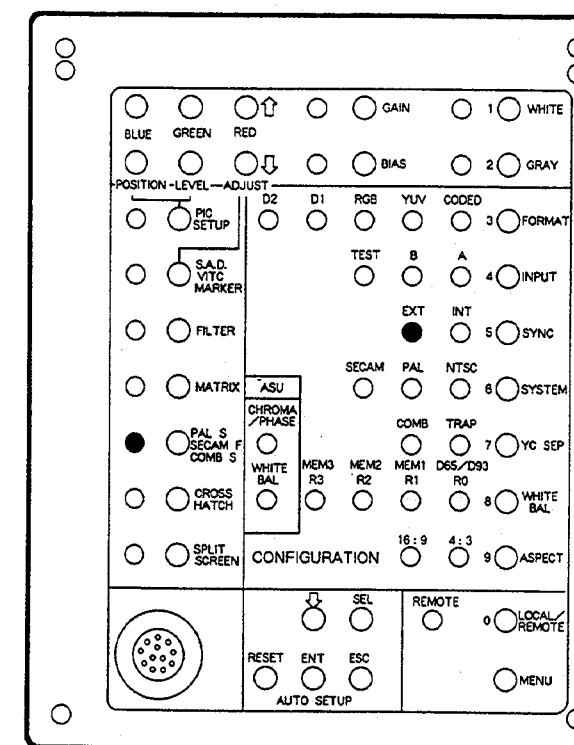 GAIN 1 WHITE
BLUE GREEN RED
BIAS 2 GRAY
POSITION LEVEL ADJUST
D2 D1 RGB YUV CODED
PIC
SETUP
3 FORMAT
S.A.D.
VITC
MARKER
TEST B A
4 INPUT
EXT INT
FILTER
5 SYNC
SECAM PAL NTSC
MATRIX
ASU
6 SYSTEM
CHROMA
/PHASE
PAL S
SECAM F
COMB S
COMB TRAP
7 YC SEP
WHITE
BAL
MEM3 MEM2 MEM1 D65/D93
R3 R2 R1 R0
CROSS
HATCH
8 WHITE
BAL
SPLIT
SCREEN
CONFIGURATION
16:9 4:3
9 ASPECT
SEL
REMOTE
0 LOCAL/
REMOTE
RESET ENT ESC
MENU
AUTO SETUP